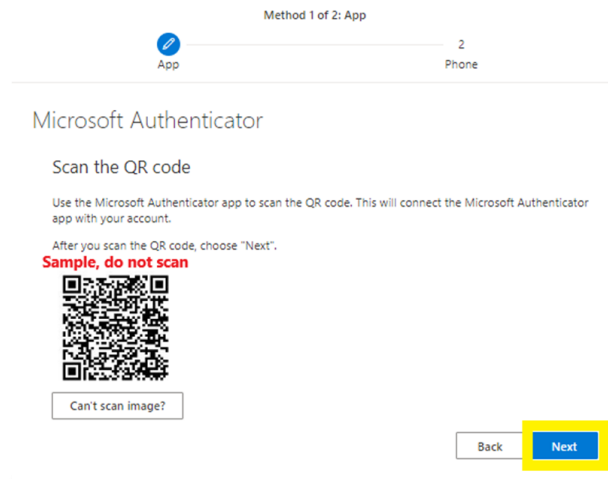 Method 1 of 2: App
2
App
Phone
Microsoft Authenticator
Scan the QR code
Use the Microsoft Authenticator app to scan the QR code. This will connect the Microsoft Authenticator
app with your account.
After you scan the QR code, choose "Next".
Sample, do not scan
Can't scan image?
Back
Next